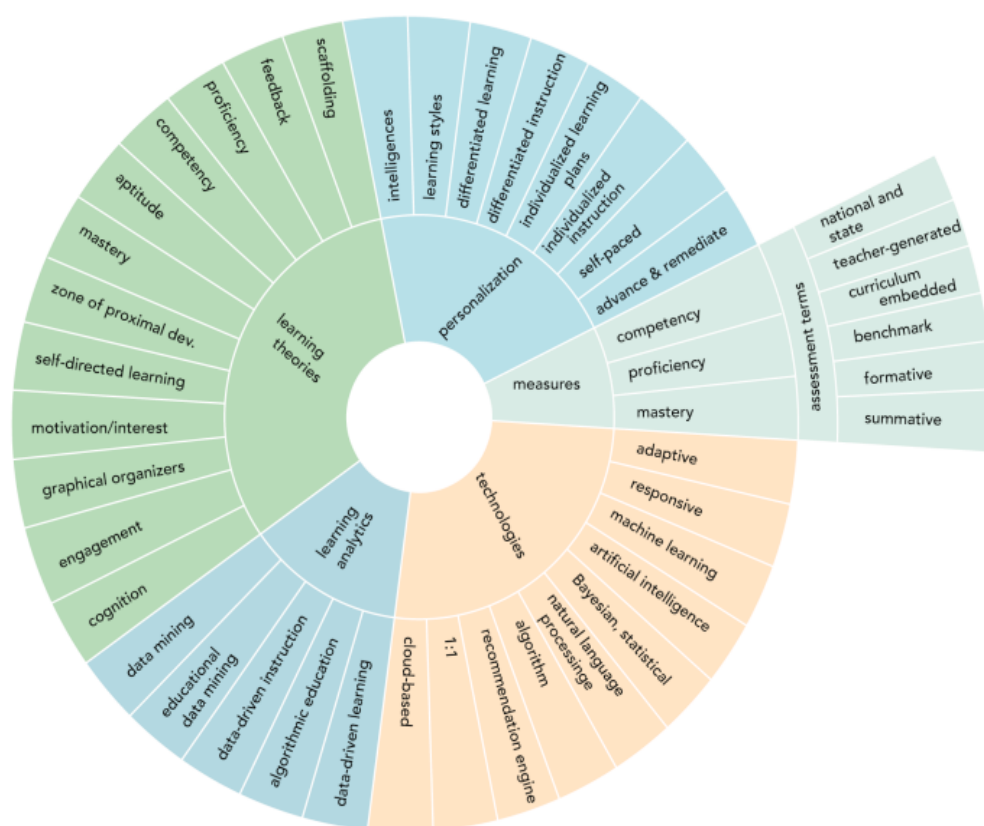 personalization
intelligences
learning styles
differentiated learning
differentiated instruction
individualized learning
plans
individualized
instruction
self-paced
advance & remediate
measures
competency
proficiency
mastery
assessment terms
national and
state
teacher-generated
curriculum
embedded
benchmark
formative
summative
technologies
adaptive
responsive
machine learning
artificial intelligence
Bayesian, statistical
natural language
processinge
algorithm
recommendation engine
1:1
cloud-based
learning
analytics
data-driven learning
algorithmic education
data-driven instruction
educational
data mining
data mining
learning
theories
cognition
engagement
graphical organizers
motivation/interest
self-directed learning
zone of proximal dev.
mastery
aptitude
competency
proficiency
feedback
scaffolding